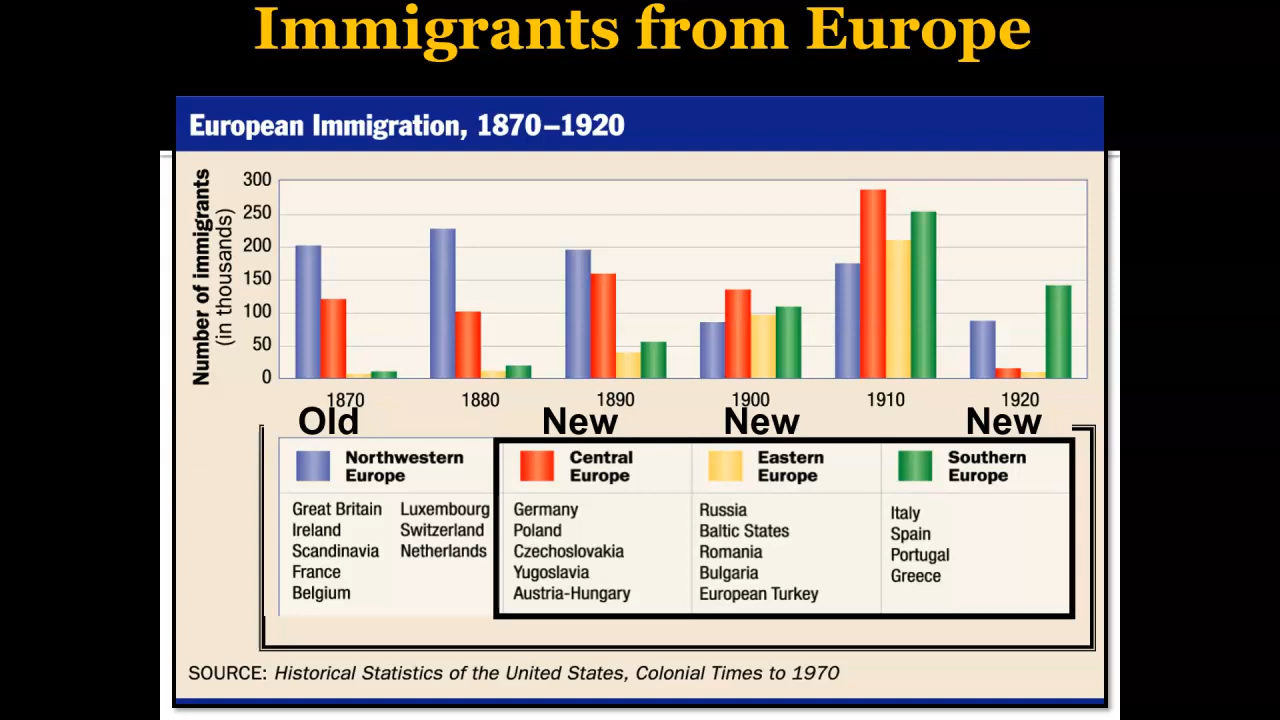 Immigrants from Europe
European Immigration, 1870–1920
Number of immigrants
(in thousands)
300
250
200
150
100
50
0
1870 1880 1890 1900 1910 1920
Old New New New
Northwestern Europe
Great Britain
Ireland
Scandinavia
France
Belgium
Luxembourg
Switzerland
Netherlands
Central Europe
Germany
Poland
Czechoslovakia
Yugoslavia
Austria-Hungary
Eastern Europe
Russia
Baltic States
Romania
Bulgaria
European Turkey
Southern Europe
Italy
Spain
Portugal
Greece
SOURCE: Historical Statistics of the United States, Colonial Times to 1970